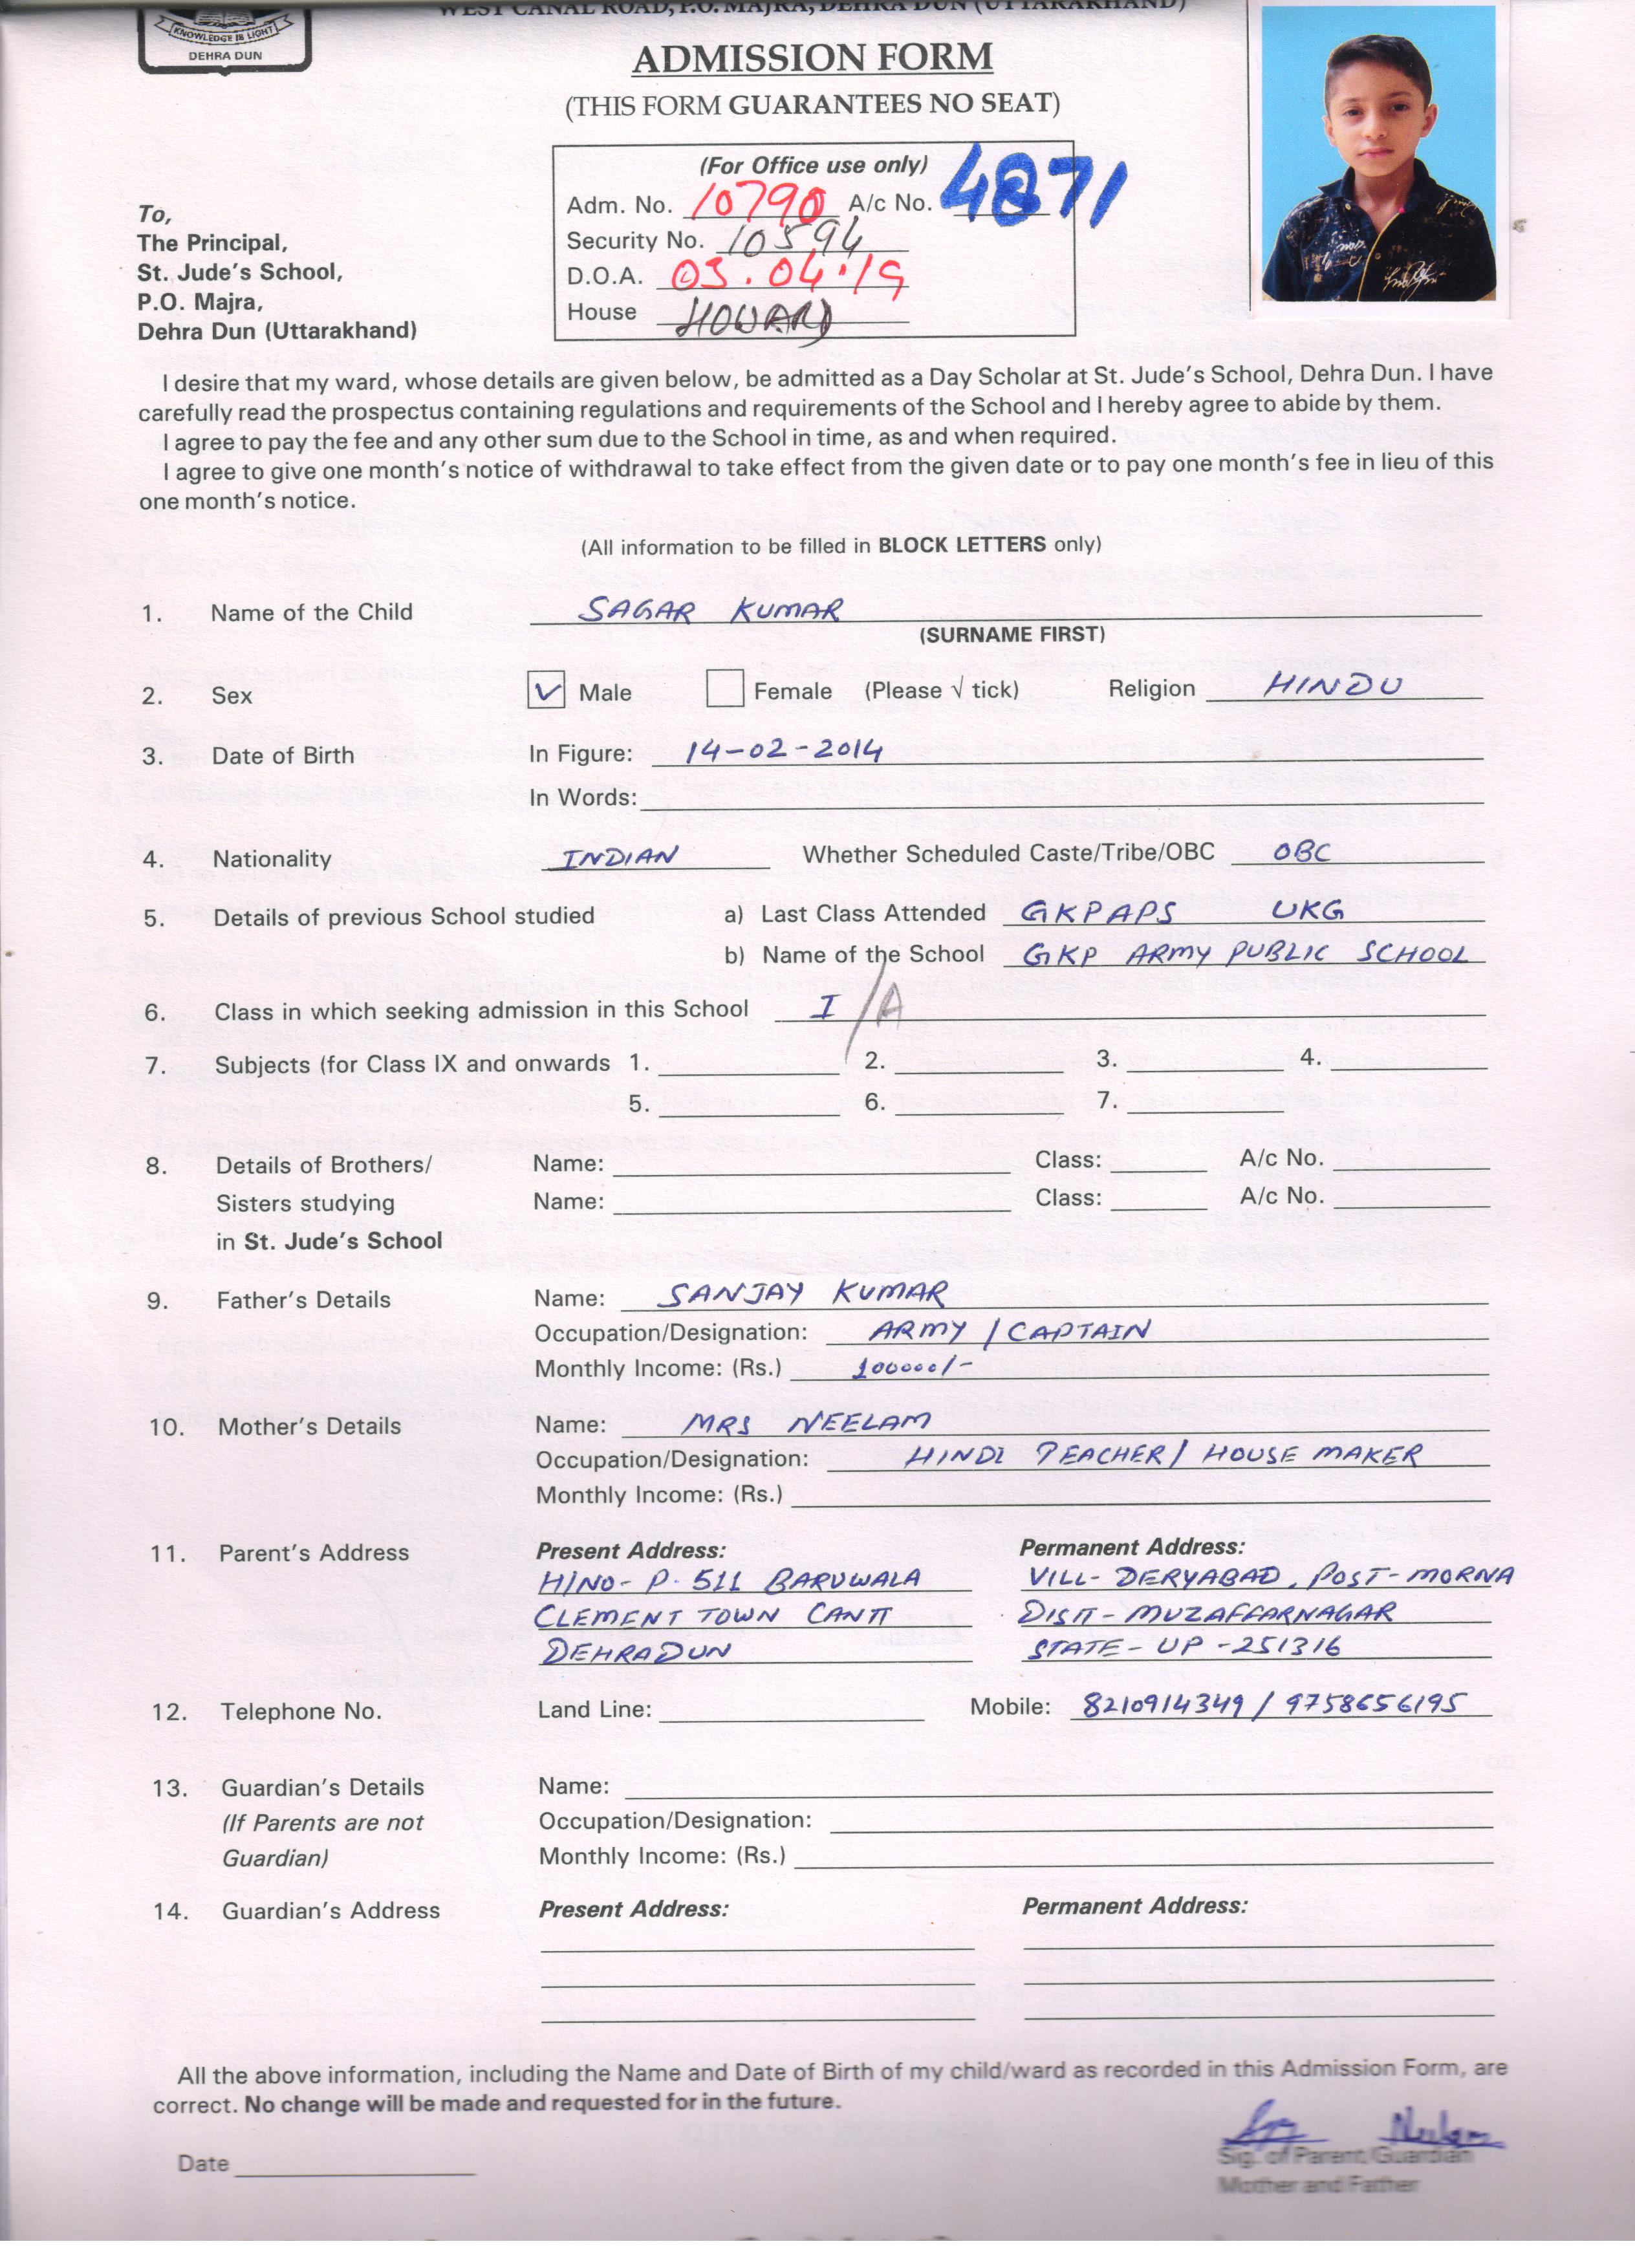 WEST CANAL ROAD, P.O. MAJRA, DEHRA DUN (UTTARAKHAND)
KNOWLEDGE IS LIGHT
DEHRA DUN
ADMISSION FORM
(THIS FORM GUARANTEES NO SEAT)
(For Office use only)
Adm. No. 10790 A/c No. 4871
Security No. 10594
D.O.A. 03.04.19
House HOWARD
To,
The Principal,
St. Jude's School,
P.O. Majra,
Dehra Dun (Uttarakhand)
I desire that my ward, whose details are given below, be admitted as a Day Scholar at St. Jude's School, Dehra Dun. I have
carefully read the prospectus containing regulations and requirements of the School and I hereby agree to abide by them.
I agree to pay the fee and any other sum due to the School in time, as and when required.
I agree to give one month's notice of withdrawal to take effect from the given date or to pay one month's fee in lieu of this
one month's notice.
(All information to be filled in BLOCK LETTERS only)
1. Name of the Child SAGAR KUMAR
(SURNAME FIRST)
2. Sex ✓ Male Female (Please √ tick) Religion HINDU
3. Date of Birth In Figure: 14-02-2014
In Words:
4. Nationality INDIAN Whether Scheduled Caste/Tribe/OBC OBC
5. Details of previous School studied a) Last Class Attended GKPAPS UKG
b) Name of the School GKP ARMY PUBLIC SCHOOL
6. Class in which seeking admission in this School I /A
7. Subjects (for Class IX and onwards 1. 2. 3. 4.
5. 6. 7.
8. Details of Brothers/ Name: Class: A/c No.
Sisters studying Name: Class: A/c No.
in St. Jude's School
9. Father's Details Name: SANJAY KUMAR
Occupation/Designation: ARMY / CAPTAIN
Monthly Income: (Rs.) 100000/-
10. Mother's Details Name: MRS NEELAM
Occupation/Designation: HINDI TEACHER/ HOUSE MAKER
Monthly Income: (Rs.)
11. Parent's Address Present Address: Permanent Address:
H/NO- P. 511 BARUWALA VILL- DERYABAD, POST-MORNA
CLEMENT TOWN CANTT DISTT- MUZAFFARNAGAR
DEHRADUN STATE- UP -251316
12. Telephone No. Land Line: Mobile: 8210914349 / 9758656195
13. Guardian's Details Name:
(If Parents are not Occupation/Designation:
Guardian) Monthly Income: (Rs.)
14. Guardian's Address Present Address: Permanent Address:
All the above information, including the Name and Date of Birth of my child/ward as recorded in this Admission Form, are
correct. No change will be made and requested for in the future.
Neelam
Date Sig. of Parent/Guardian
Mother and Father